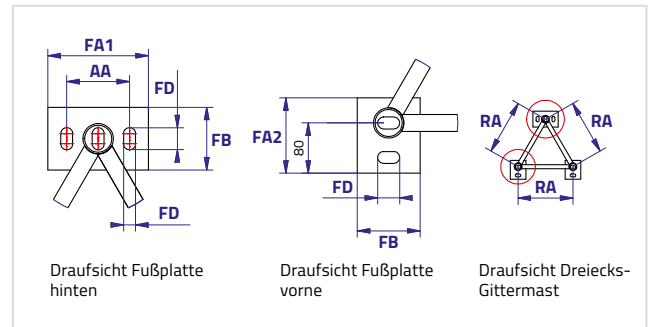 FA1
AA
FD
FB
FD
FA2
80
FD
FB
RA
RA
RA
Draufsicht Fußplatte
hinten
Draufsicht Fußplatte
vorne
Draufsicht Dreiecks-
Gittermast